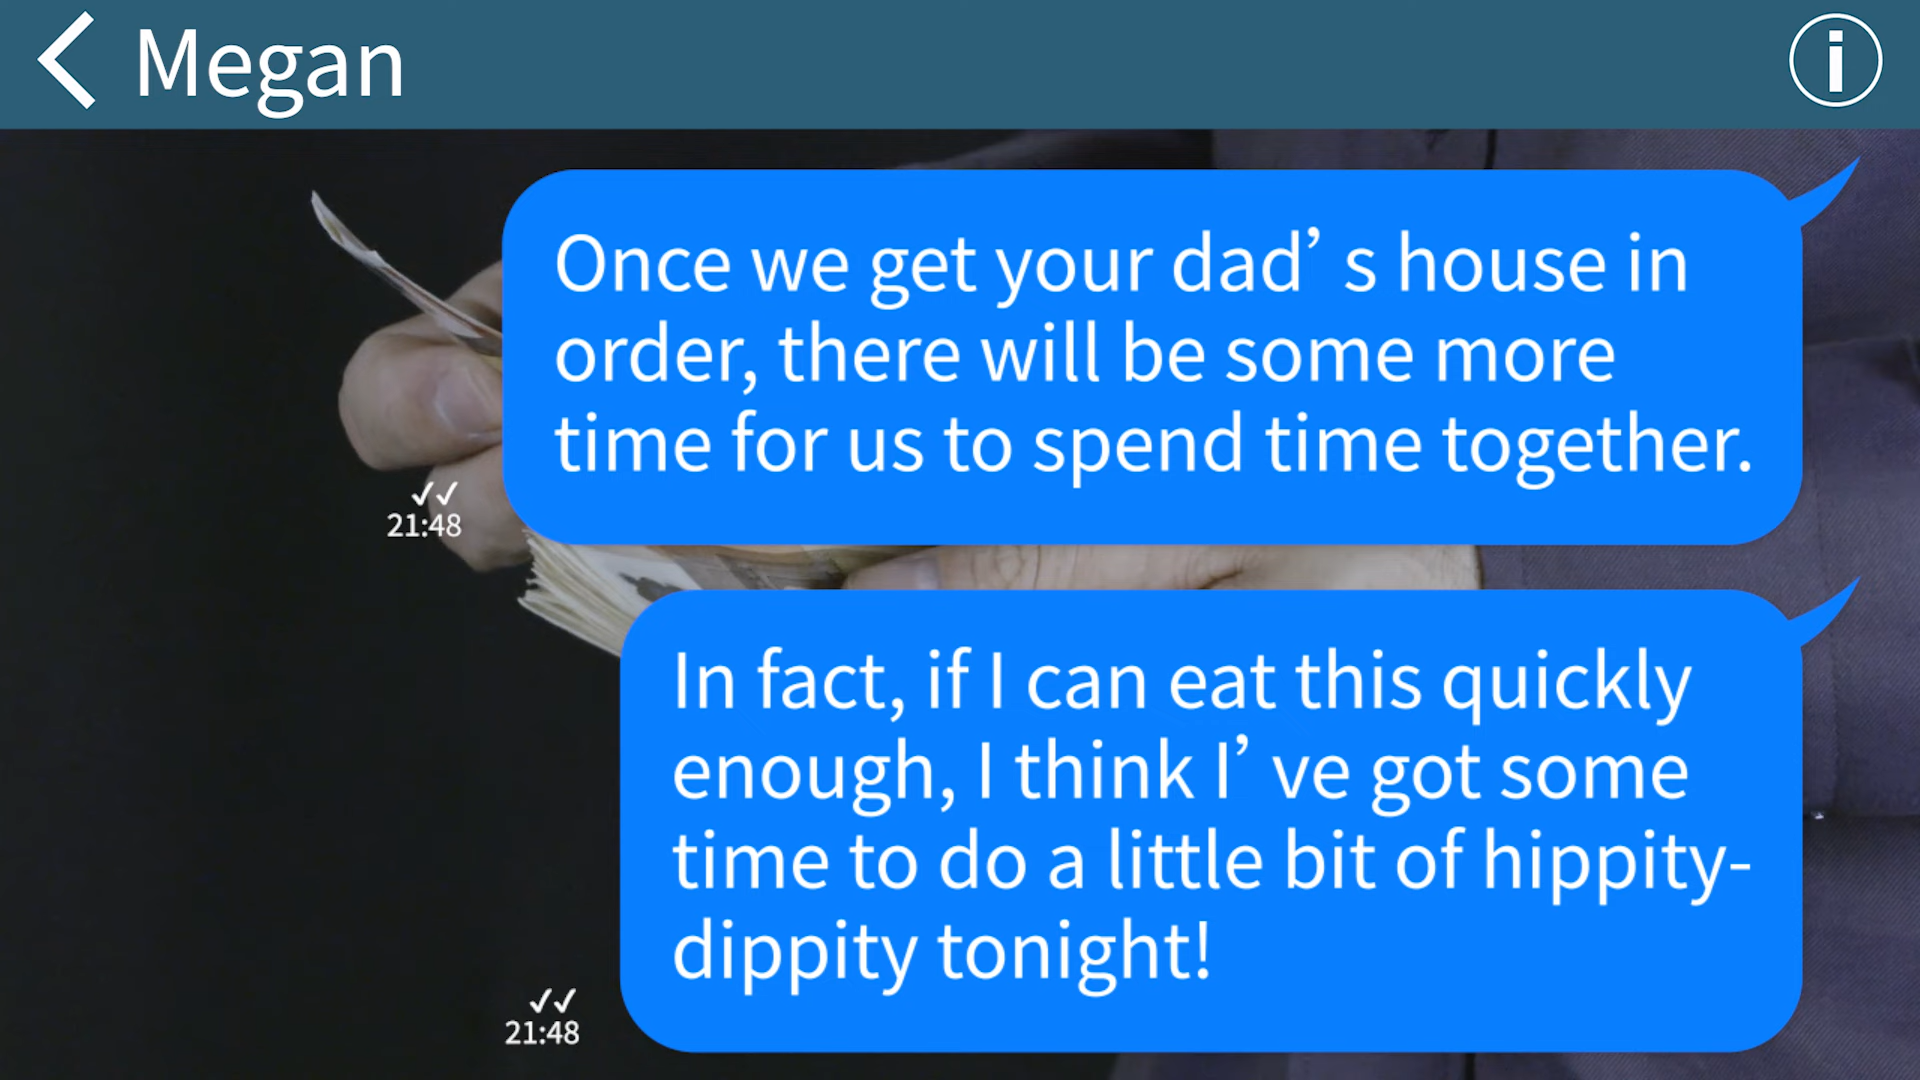 Megan
Once we get your dad’s house in
order, there will be some more
time for us to spend time together.
✓✓
21:48
In fact, if I can eat this quickly
enough, I think I’ve got some
time to do a little bit of hippity-
dippity tonight!
✓✓
21:48